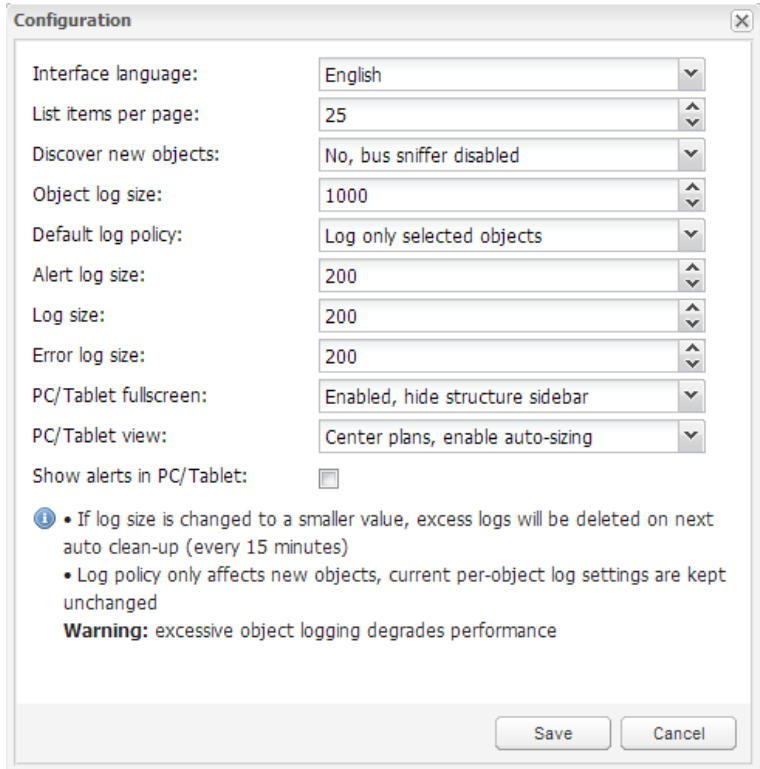 Configuration
Interface language: English
List items per page: 25
Discover new objects: No, bus sniffer disabled
Object log size: 1000
Default log policy: Log only selected objects
Alert log size: 200
Log size: 200
Error log size: 200
PC/Tablet fullscreen: Enabled, hide structure sidebar
PC/Tablet view: Center plans, enable auto-sizing
Show alerts in PC/Tablet:
• If log size is changed to a smaller value, excess logs will be deleted on next
auto clean-up (every 15 minutes)
• Log policy only affects new objects, current per-object log settings are kept
unchanged
Warning: excessive object logging degrades performance
Save Cancel